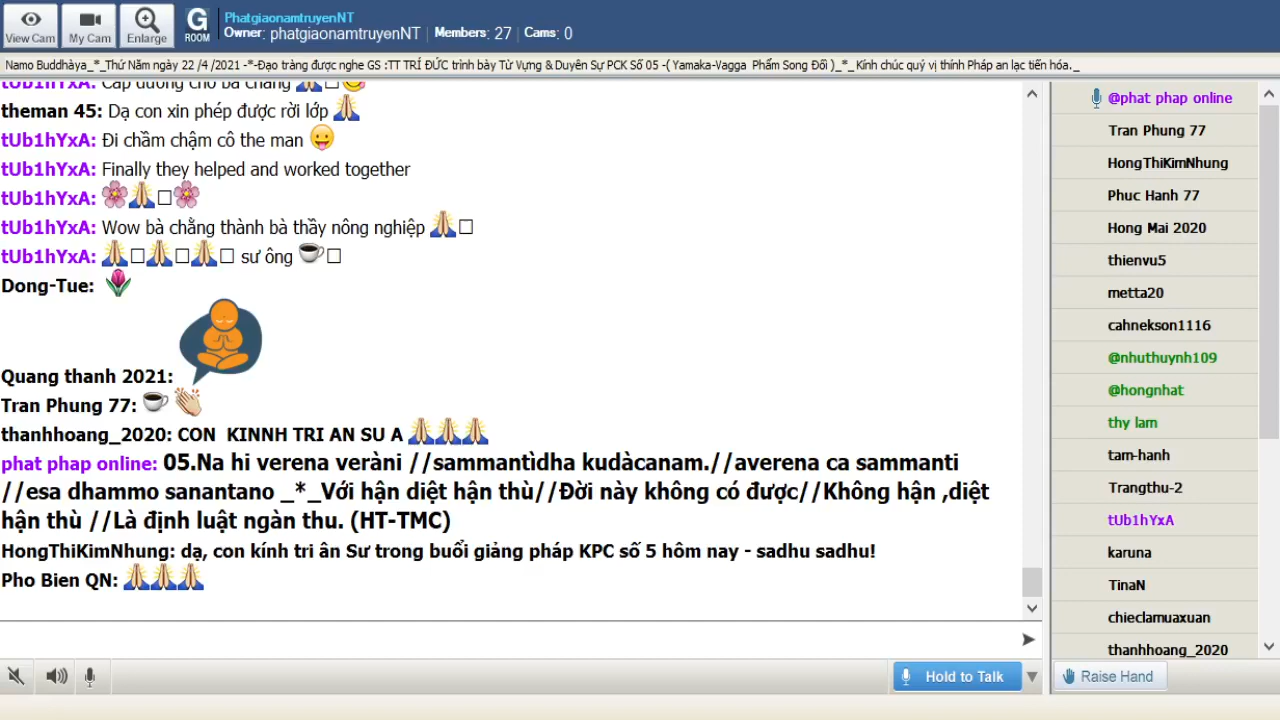 View Cam
My Cam
Enlarge
G
ROOM
PhatgiaonamtruyenNT
Owner: phatgiaonamtruyenNT | Members: 27 | Cams: 0
Namo Buddhàya_*_Thứ Năm ngày 22 /4 /2021 -*-Đạo tràng được nghe GS :TT TRÍ ĐỨC trình bày Từ Vựng & Duyên Sự PCK Số 05 -( Yamaka-Vagga Phẩm Song Đối )_*_ Kính chúc quý vị thính Pháp an lạc tiến hóa._
tUb1hYxA: Cấp dưỡng cho bà chằng 🙏□😋
theman 45: Dạ con xin phép được rời lớp 🙏
tUb1hYxA: Đi chầm chậm cô the man 😛
tUb1hYxA: Finally they helped and worked together
tUb1hYxA: 🌸🙏□🌸
tUb1hYxA: Wow bà chằng thành bà thầy nông nghiệp 🙏□
tUb1hYxA: 🙏□🙏□🙏□ sư ông ☕□
Dong-Tue: 🌷
Quang thanh 2021:
Tran Phung 77: ☕ 👏
thanhhoang_2020: CON KINNH TRI AN SU A 🙏🙏🙏
phat phap online: 05.Na hi verena veràni //sammantìdha kudàcanam.//averena ca sammanti
//esa dhammo sanantano _*_Với hận diệt hận thù//Đời này không có được//Không hận ,diệt
hận thù //Là định luật ngàn thu. (HT-TMC)
HongThiKimNhung: dạ, con kính tri ân Sư trong buổi giảng pháp KPC số 5 hôm nay - sadhu sadhu!
Pho Bien QN: 🙏🙏🙏
Hold to Talk
@phat phap online
Tran Phung 77
HongThiKimNhung
Phuc Hanh 77
Hong Mai 2020
thienvu5
metta20
cahnekson1116
@nhuthuynh109
@hongnhat
thy lam
tam-hanh
Trangthu-2
tUb1hYxA
karuna
TinaN
chieclamuaxuan
thanhhoang_2020
Raise Hand